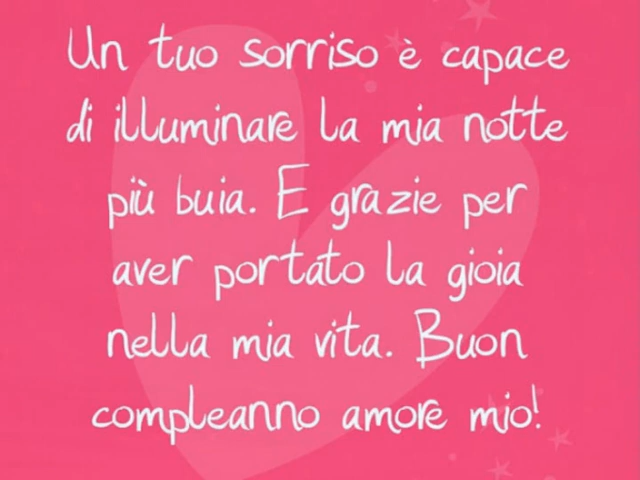 Un tuo sorriso è capace
di illuminare la mia notte
più buia. E grazie per
aver portato la gioia
nella mia vita. Buon
compleanno amore mio!